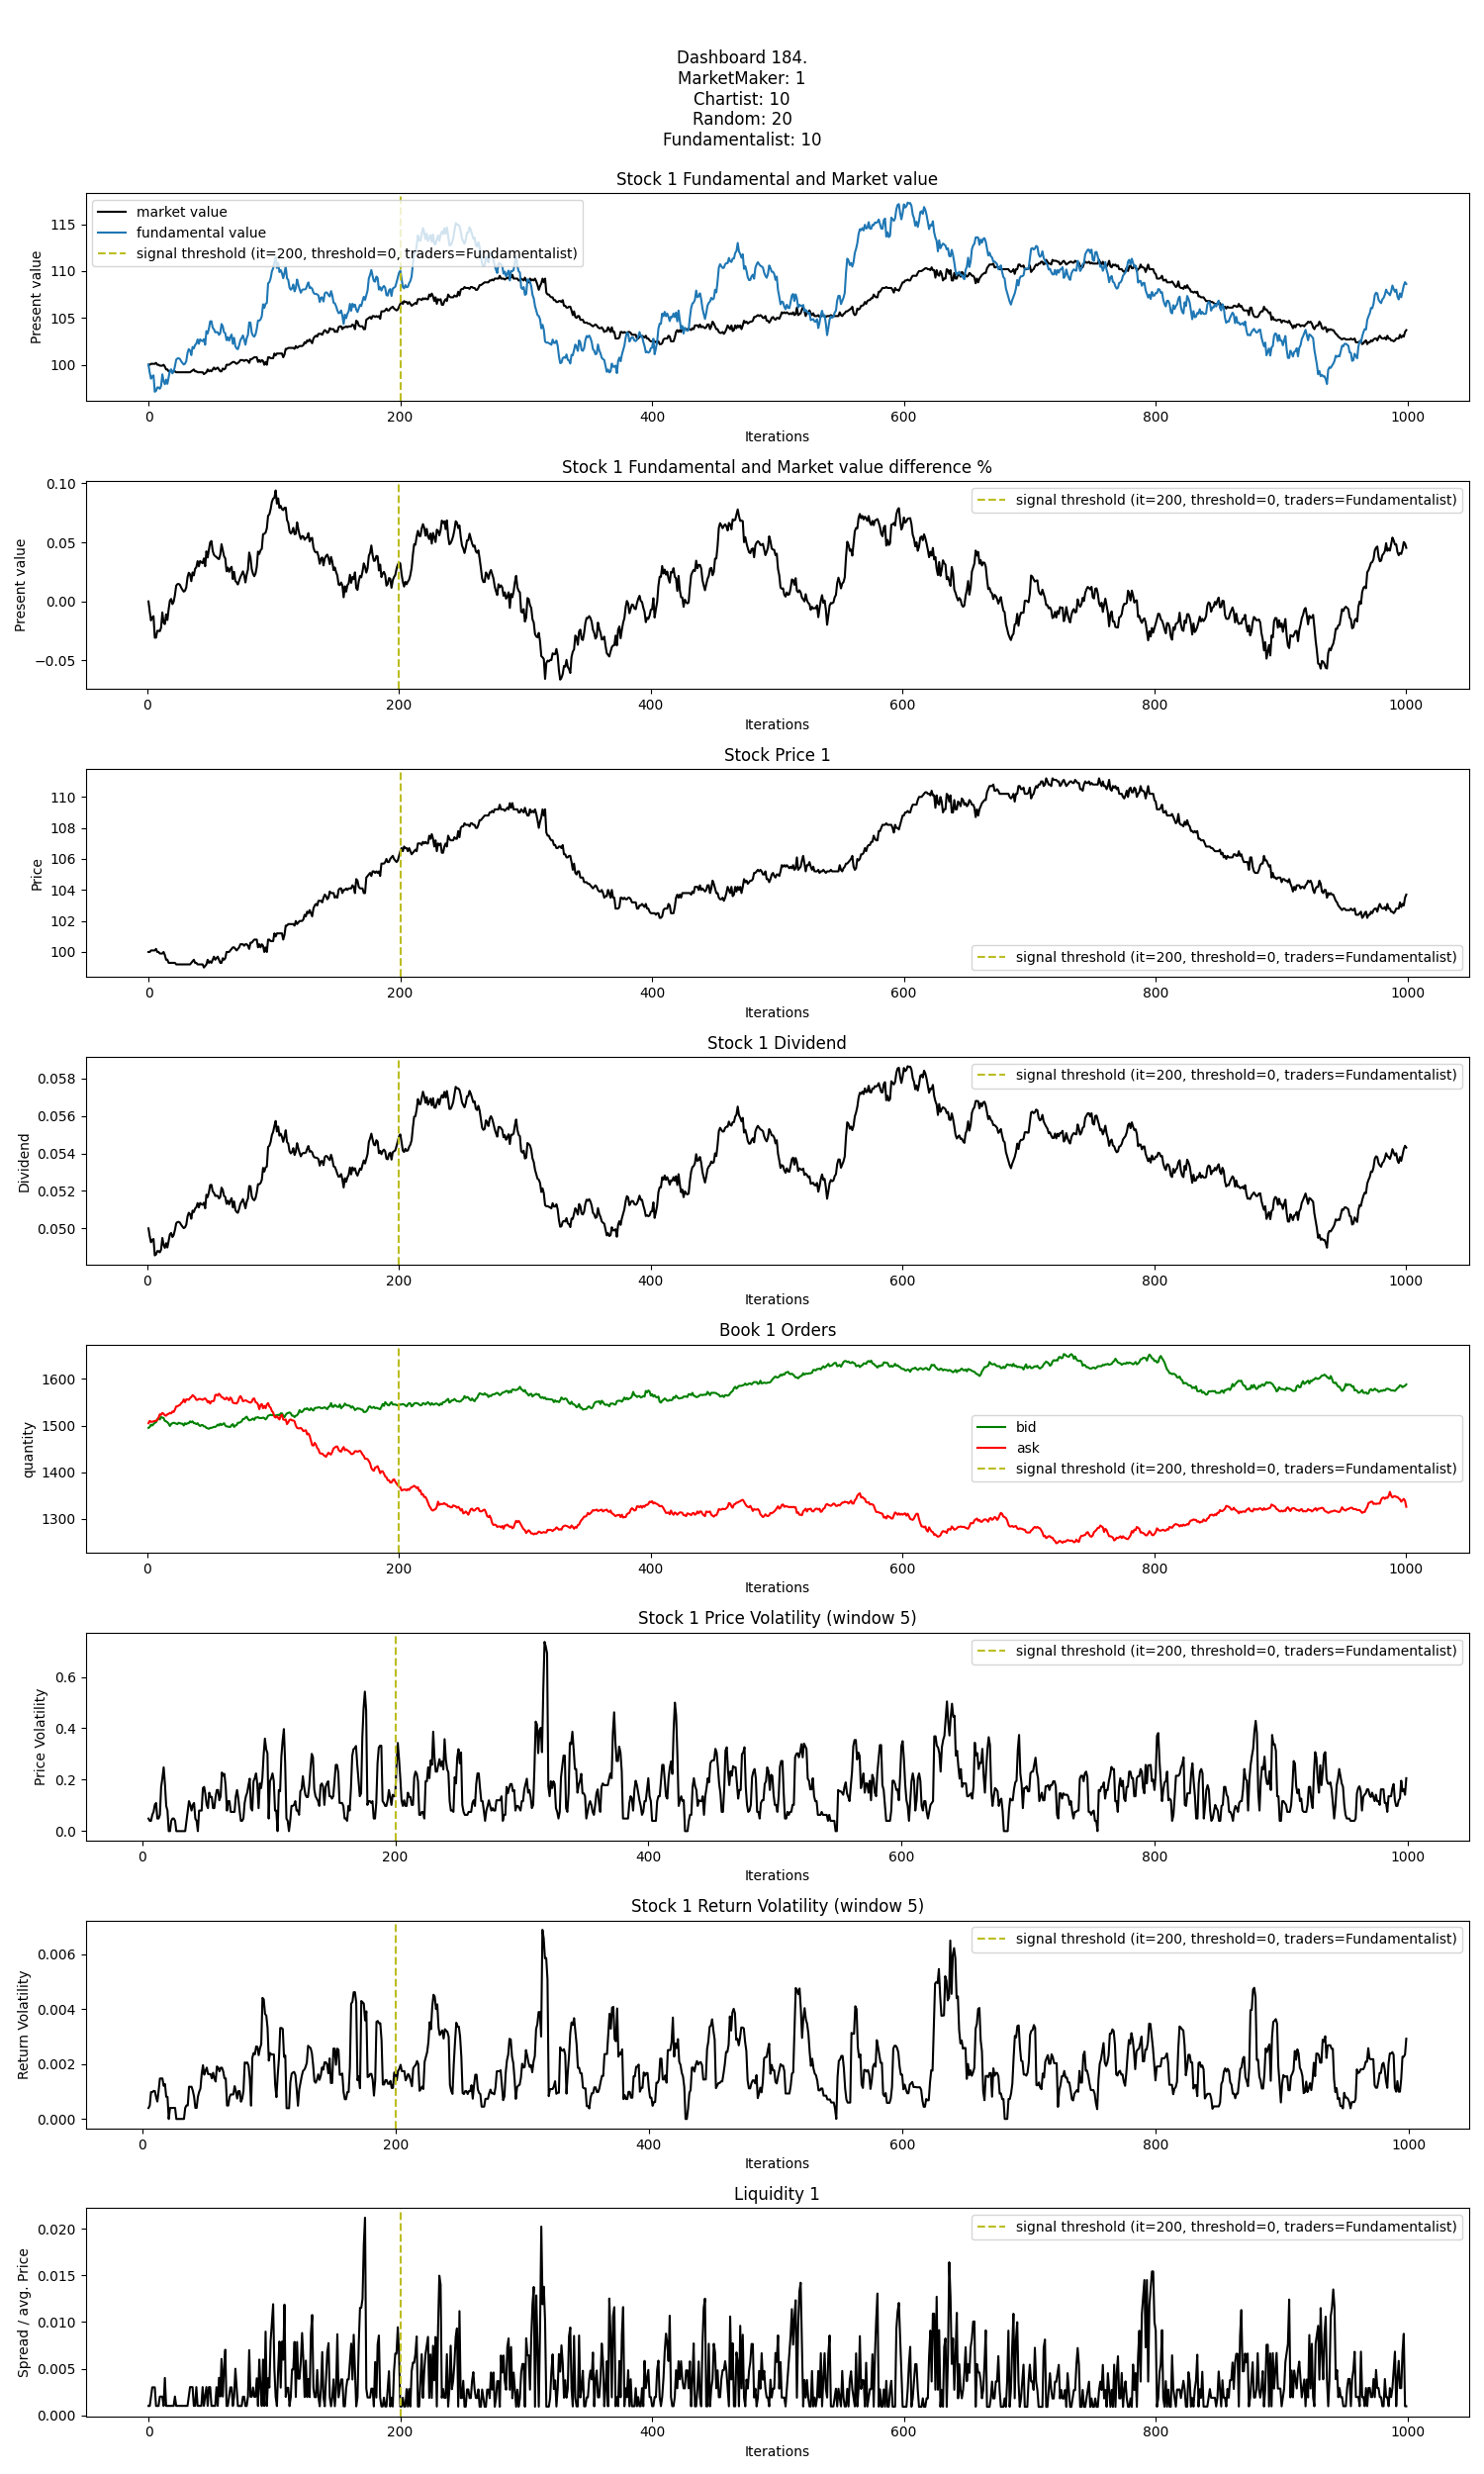 Dashboard 184.
MarketMaker: 1
Chartist: 10
Random: 20
Fundamentalist: 10
Stock 1 Fundamental and Market value
market value
fundamental value
signal threshold (it=200, threshold=0, traders=Fundamentalist)
Present value
115
110
105
100
0 200 400 600 800 1000
Iterations
Stock 1 Fundamental and Market value difference %
signal threshold (it=200, threshold=0, traders=Fundamentalist)
Present value
0.10
0.05
0.00
−0.05
0 200 400 600 800 1000
Iterations
Stock Price 1
Price
110
108
106
104
102
100
signal threshold (it=200, threshold=0, traders=Fundamentalist)
0 200 400 600 800 1000
Iterations
Stock 1 Dividend
signal threshold (it=200, threshold=0, traders=Fundamentalist)
Dividend
0.058
0.056
0.054
0.052
0.050
0 200 400 600 800 1000
Iterations
Book 1 Orders
quantity
1600
1500
1400
1300
bid
ask
signal threshold (it=200, threshold=0, traders=Fundamentalist)
0 200 400 600 800 1000
Iterations
Stock 1 Price Volatility (window 5)
signal threshold (it=200, threshold=0, traders=Fundamentalist)
Price Volatility
0.6
0.4
0.2
0.0
0 200 400 600 800 1000
Iterations
Stock 1 Return Volatility (window 5)
signal threshold (it=200, threshold=0, traders=Fundamentalist)
Return Volatility
0.006
0.004
0.002
0.000
0 200 400 600 800 1000
Iterations
Liquidity 1
signal threshold (it=200, threshold=0, traders=Fundamentalist)
Spread / avg. Price
0.020
0.015
0.010
0.005
0.000
0 200 400 600 800 1000
Iterations